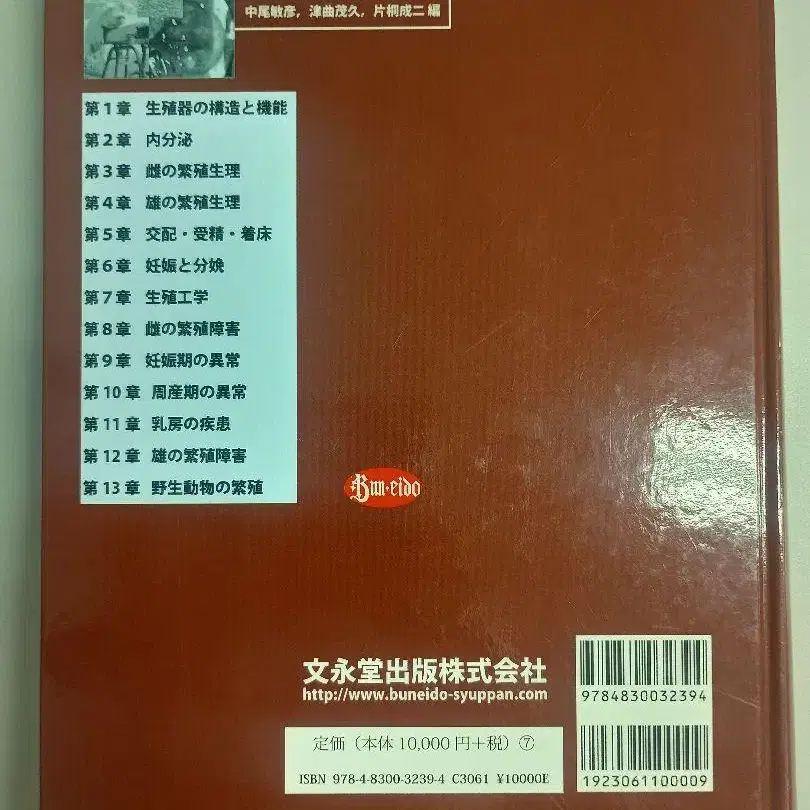 中尾敏彦,津曲茂久,片桐成二 編
第1章 生殖器の構造と機能
第2章 内分泌
第3章 雌の繁殖生理
第4章 雄の繁殖生理
第5章 交配・受精・着床
第6章 妊娠と分娩
第7章 生殖工学
第8章 雌の繁殖障害
第9章 妊娠期の異常
第10章 周産期の異常
第11章 乳房の疾患
第12章 雄の繁殖障害
第13章 野生動物の繁殖
Bun·eido
文永堂出版株式会社
http://www.buneido-syuppan.com
9784830032394
定価(本体10,000円+税)⑦
ISBN 978-4-8300-3239-4 C3061 ¥10000E
1923061100009